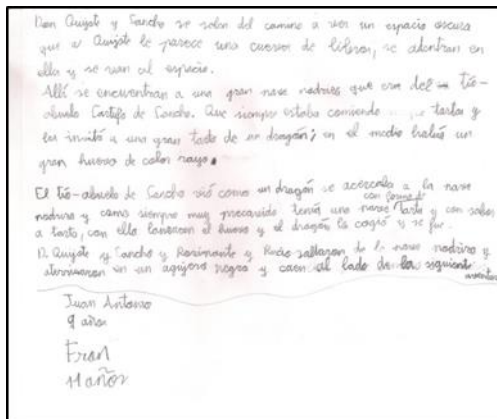 Don Quijote y Sancho se salen del camino a ver un espacio oscuro
que a Quijote le parece una cueva de libros, se adentran en
ella y se van al espacio.
Allí se encuentran a una gran nave nodriza que era del tío-
abuelo de Sancho. Que siempre estaba comiendo tartas y
les invitó a una gran tarta de un dragón; en el medio había un
gran huevo de color rayo.
El tío-abuelo de Sancho vió como un dragón se acercaba a la nave
nodriza y como siempre muy precavido, tenía una nave con forma de Tarta y con sabor
a tarta, con ella lanzaron el huevo y el dragón lo cogió y se fue.
D. Quijote y Sancho y Rocinante y Rucio saltaron de la nave nodriza y
aterrizaron en un agujero negro y caen al lado de la siguiente
aventura
Juan Antonio
9 años
Fran
11 años